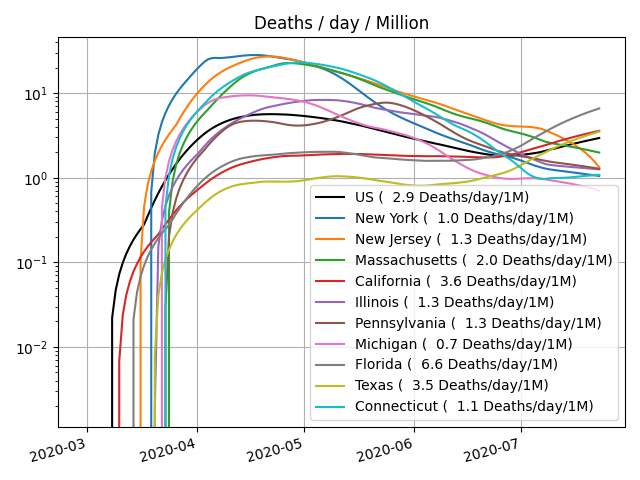 Deaths / day / Million
10¹
10⁰
10⁻¹
10⁻²
US (  2.9 Deaths/day/1M)
New York (  1.0 Deaths/day/1M)
New Jersey (  1.3 Deaths/day/1M)
Massachusetts (  2.0 Deaths/day/1M)
California (  3.6 Deaths/day/1M)
Illinois (  1.3 Deaths/day/1M)
Pennsylvania (  1.3 Deaths/day/1M)
Michigan (  0.7 Deaths/day/1M)
Florida (  6.6 Deaths/day/1M)
Texas (  3.5 Deaths/day/1M)
Connecticut (  1.1 Deaths/day/1M)
2020-03
2020-04
2020-05
2020-06
2020-07